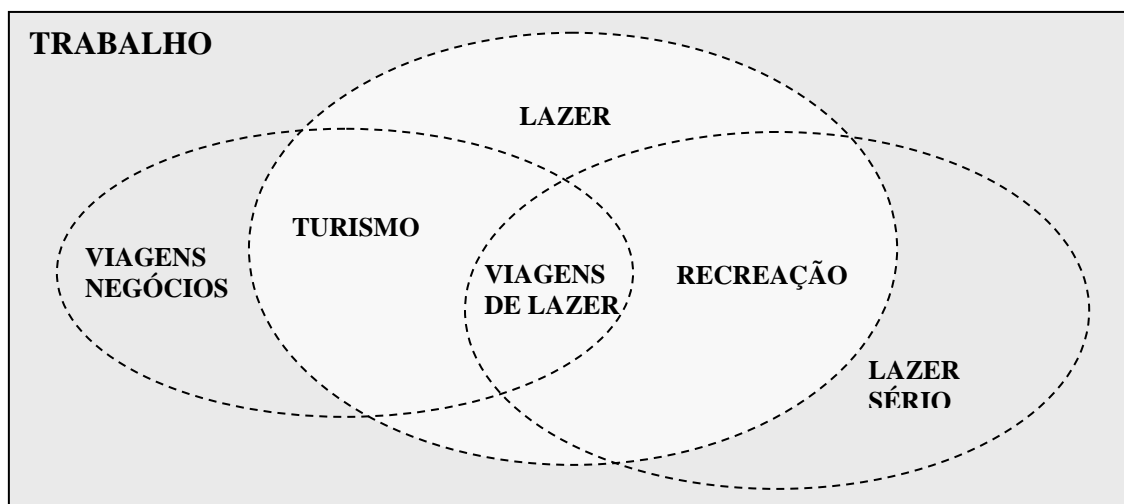 TRABALHO
LAZER
TURISMO
VIAGENS
NEGÓCIOS
VIAGENS
DE LAZER
RECREAÇÃO
LAZER
SÉRIO